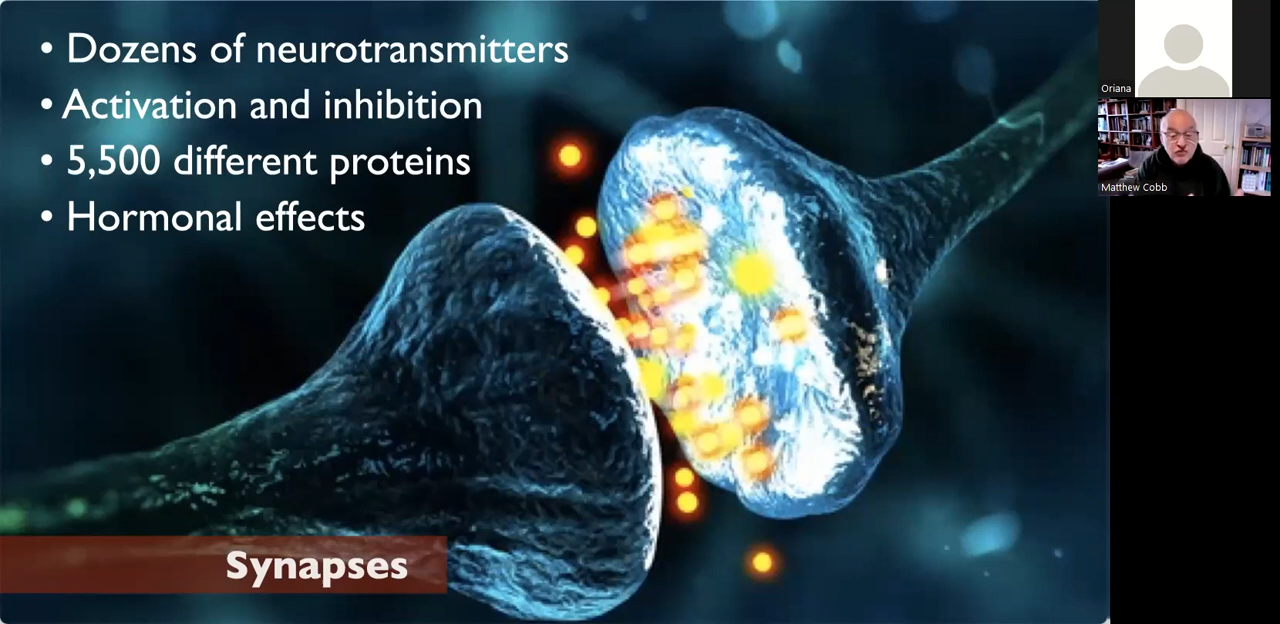 • Dozens of neurotransmitters
• Activation and inhibition
• 5,500 different proteins
• Hormonal effects
Synapses
Oriana
Matthew Cobb